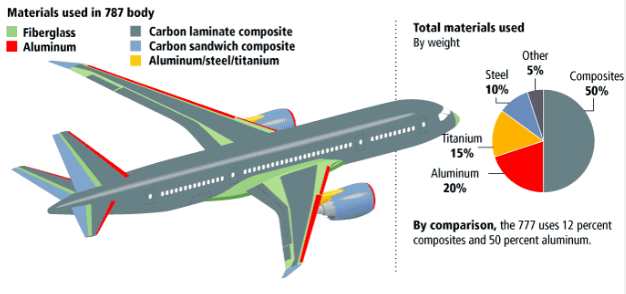 Materials used in 787 body
Fiberglass
Aluminum
Carbon laminate composite
Carbon sandwich composite
Aluminum/steel/titanium
Total materials used
By weight
Other
5%
Steel
10%
Composites
50%
Titanium
15%
Aluminum
20%
By comparison, the 777 uses 12 percent
composites and 50 percent aluminum.